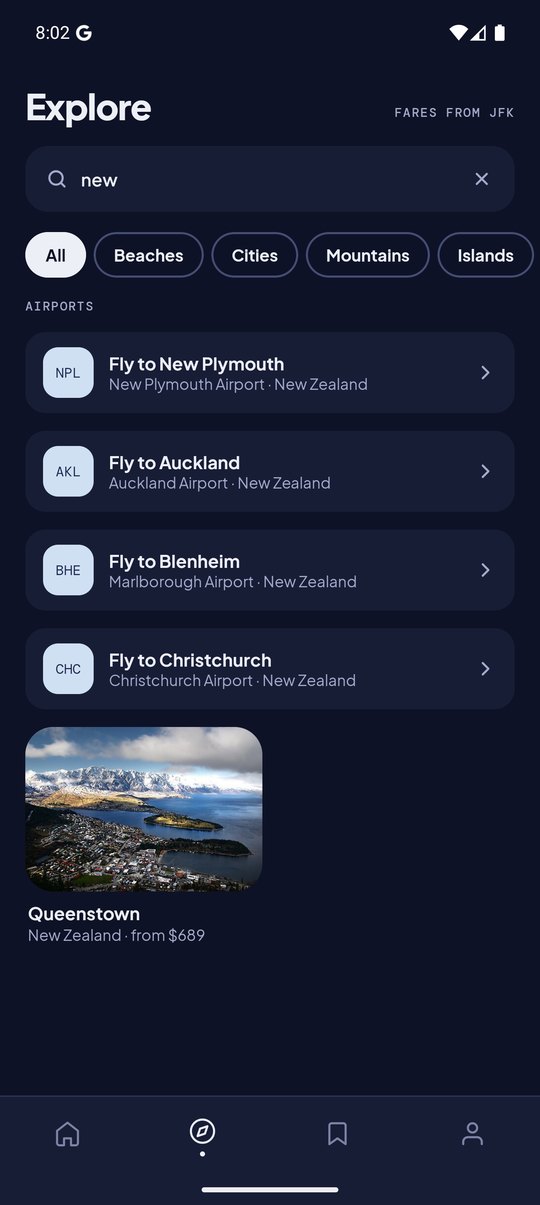 8:02
Explore
FARES FROM JFK
new
All
Beaches
Cities
Mountains
Islands
AIRPORTS
NPL
Fly to New Plymouth
New Plymouth Airport · New Zealand
AKL
Fly to Auckland
Auckland Airport · New Zealand
BHE
Fly to Blenheim
Marlborough Airport · New Zealand
CHC
Fly to Christchurch
Christchurch Airport · New Zealand
Queenstown
New Zealand · from $689